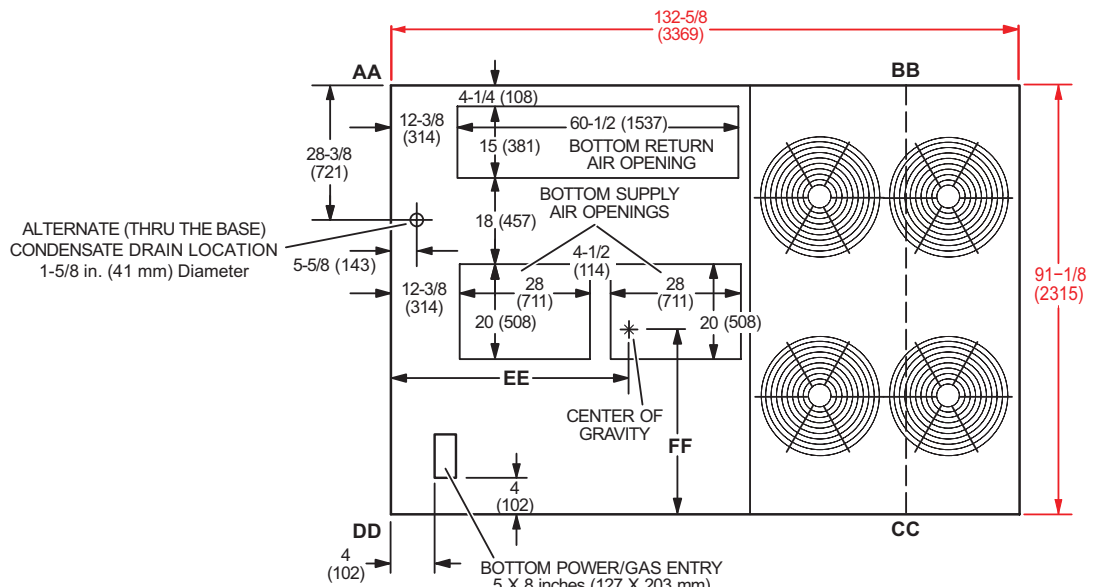 132-5/8
(3369)
AA
BB
4-1/4 (108)
12-3/8
(314)
60-1/2 (1537)
28-3/8
(721)
15 (381)
BOTTOM RETURN
AIR OPENING
BOTTOM SUPPLY
AIR OPENINGS
18 (457)
ALTERNATE (THRU THE BASE)
CONDENSATE DRAIN LOCATION
1-5/8 in. (41 mm) Diameter
5-5/8 (143)
4-1/2
(114)
12-3/8
(314)
28
(711)
28
(711)
91-1/8
(2315)
20 (508)
20 (508)
EE
CENTER OF
GRAVITY
FF
4
(102)
DD
CC
4
(102)
BOTTOM POWER/GAS ENTRY
5 X 8 inches (127 X 203 mm)